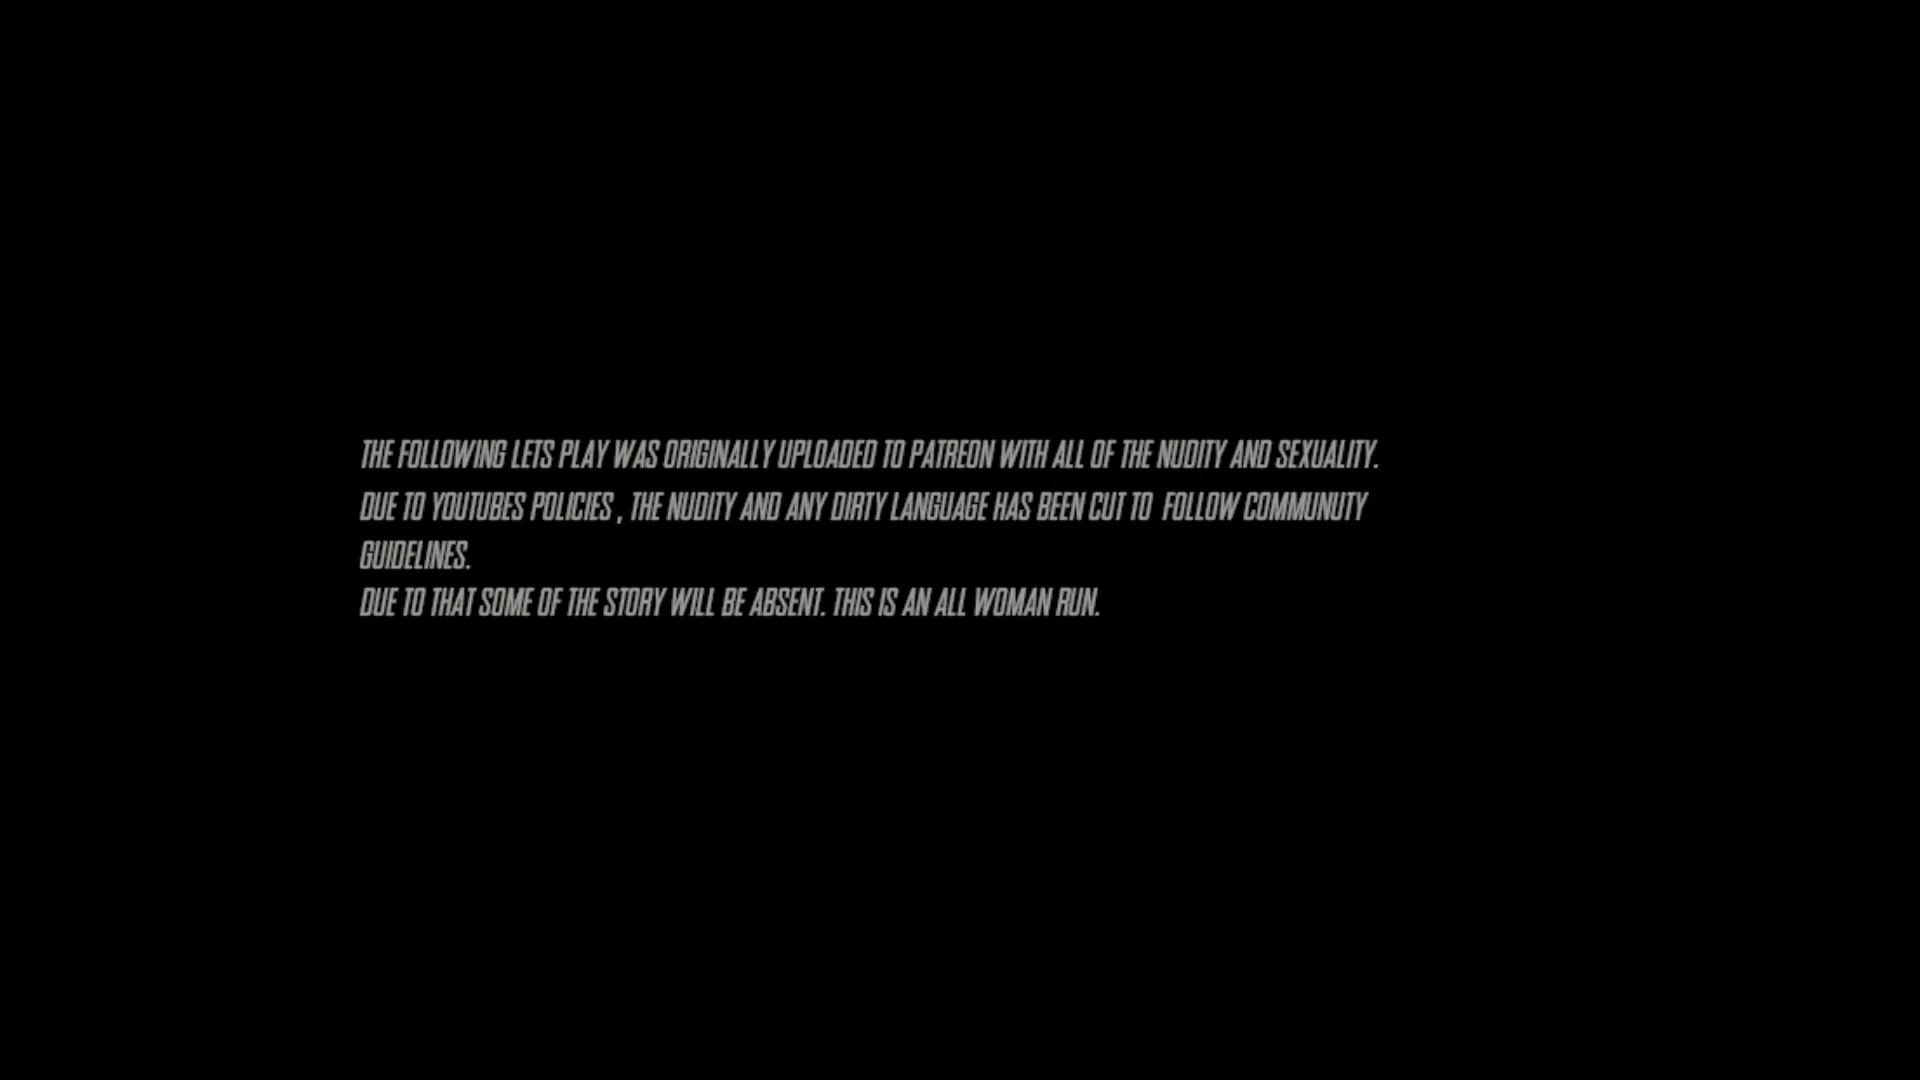 THE FOLLOWING LETS PLAY WAS ORIGINALLY UPLOADED TO PATREON WITH ALL OF THE NUDITY AND SEXUALITY.
DUE TO YOUTUBES POLICIES , THE NUDITY AND ANY DIRTY LANGUAGE HAS BEEN CUT TO  FOLLOW COMMUNUTY
GUIDELINES.
DUE TO THAT SOME OF THE STORY WILL BE ABSENT. THIS IS AN ALL WOMAN RUN.